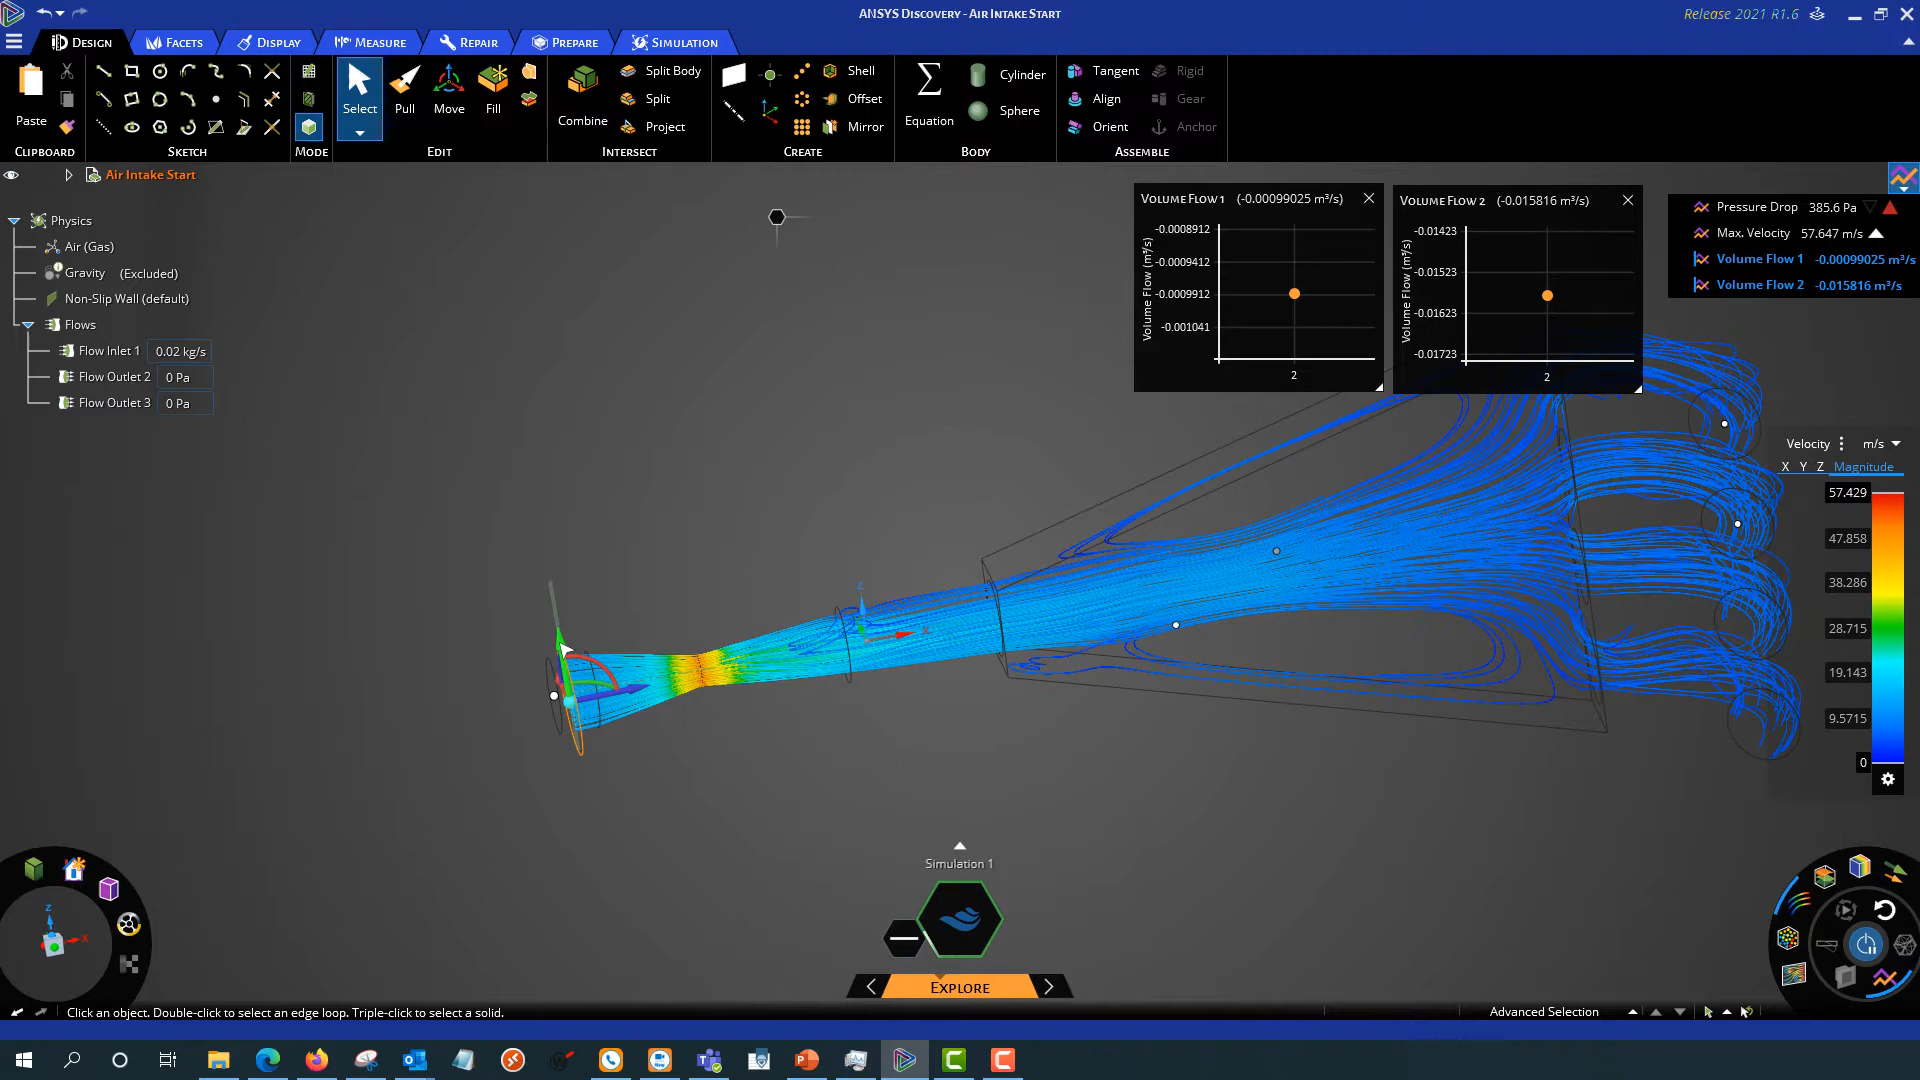 ANSYS Discovery - Air Intake Start
Release 2021 R1.6
Design
Facets
Display
Measure
Repair
Prepare
Simulation
Paste
Clipboard
Sketch
Mode
Select
Pull
Move
Fill
Edit
Combine
Split Body
Split
Project
Intersect
Shell
Offset
Mirror
Create
Equation
Cylinder
Sphere
Body
Tangent
Align
Orient
Rigid
Gear
Anchor
Assemble
Air Intake Start
Physics
Air (Gas)
Gravity (Excluded)
Non-Slip Wall (default)
Flows
Flow Inlet 1 0.02 kg/s
Flow Outlet 2 0 Pa
Flow Outlet 3 0 Pa
Volume Flow 1 (-0.00099025 m³/s)
Volume Flow (m³/s)
-0.0008912
-0.0009412
-0.0009912
-0.001041
2
Volume Flow 2 (-0.015816 m³/s)
Volume Flow (m³/s)
-0.01423
-0.01523
-0.01623
-0.01723
2
Pressure Drop 385.6 Pa
Max. Velocity 57.647 m/s
Volume Flow 1 -0.00099025 m³/s
Volume Flow 2 -0.015816 m³/s
Velocity m/s
X Y Z Magnitude
57.429
47.858
38.286
28.715
19.143
9.5715
0
Z
X
Z
X
Simulation 1
Explore
Click an object. Double-click to select an edge loop. Triple-click to select a solid.
Advanced Selection